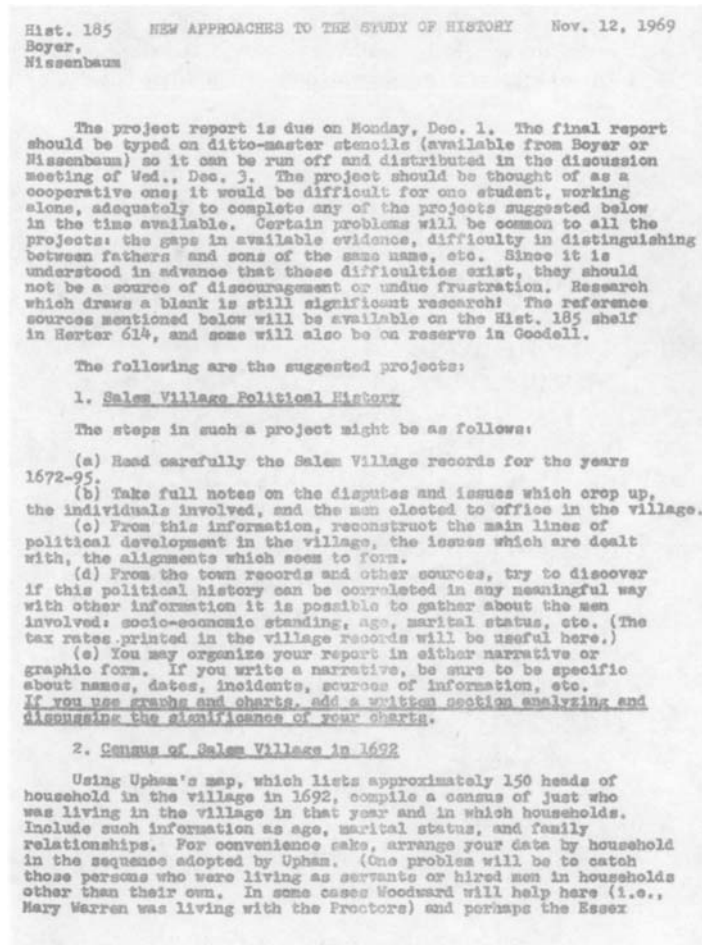 Hist. 185 NEW APPROACHES TO THE STUDY OF HISTORY Nov. 12, 1969
Boyer,
Nissenbaum
The project report is due on Monday, Dec. 1. The final report
should be typed on ditto-master stencils (available from Boyer or
Nissenbaum) so it can be run off and distributed in the discussion
meeting of Wed., Dec. 3. The project should be thought of as a
cooperative one; it would be difficult for one student, working
alone, adequately to complete any of the projects suggested below
in the time available. Certain problems will be common to all the
projects: the gaps in available evidence, difficulty in distinguishing
between fathers and sons of the same name, etc. Since it is
understood in advance that these difficulties exist, they should
not be a source of discouragement or undue frustration. Research
which draws a blank is still significant research! The reference
sources mentioned below will be available on the Hist. 185 shelf
in Herter 614, and some will also be on reserve in Goodell.
The following are the suggested projects:
1. Salem Village Political History
The steps in such a project might be as follows:
(a) Read carefully the Salem Village records for the years
1672-95.
(b) Take full notes on the disputes and issues which crop up,
the individuals involved, and the men elected to office in the village.
(c) From this information, reconstruct the main lines of
political development in the village, the issues which are dealt
with, the alignments which seem to form.
(d) From the town records and other sources, try to discover
if this political history can be correleted in any meaningful way
with other information it is possible to gather about the men
involved: socio-economic standing, age, marital status, etc. (The
tax rates printed in the village records will be useful here.)
(e) You may organize your report in either narrative or
graphic form. If you write a narrative, be sure to be specific
about names, dates, incidents, sources of information, etc.
If you use graphs and charts, add a written section analyzing and
discussing the significance of your charts.
2. Census of Salem Village in 1692
Using Upham's map, which lists approximately 150 heads of
household in the village in 1692, compile a census of just who
was living in the village in that year and in which households.
Include such information as age, marital status, and family
relationships. For convenience sake, arrange your data by household
in the sequence adopted by Upham. (One problem will be to catch
those persons who were living as servants or hired men in households
other than their own. In some cases Woodward will help here (i.e.,
Mary Warren was living with the Proctors) and perhaps the Essex